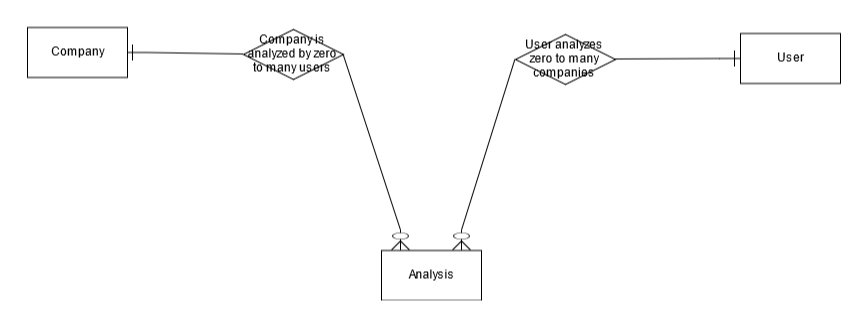 Company
Company is
analyzed by zero
to many users
User analyzes
zero to many
companies
User
Analysis